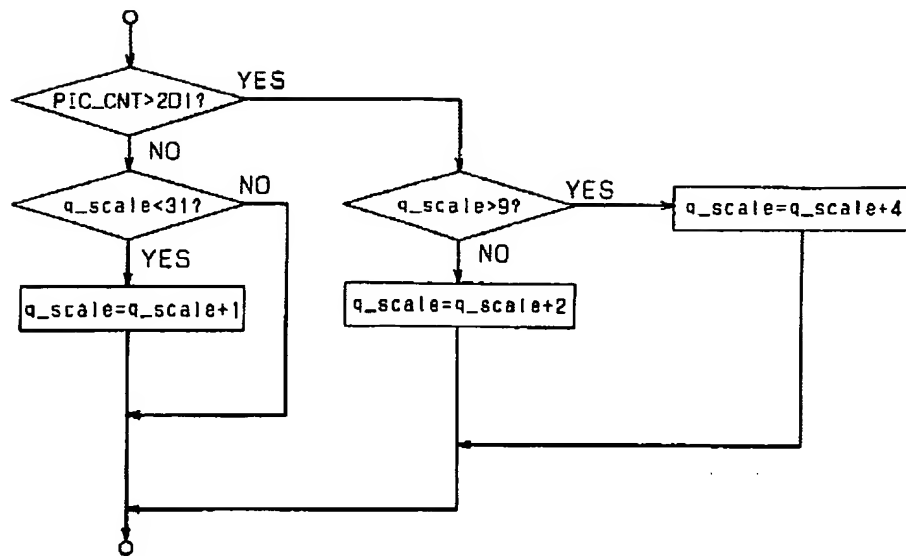 YES
PIC_CNT>201?
NO
q_scale<31?
NO
q_scale>9?
YES
q_scale=q_scale+4
YES
NO
q_scale=q_scale+1
q_scale=q_scale+2